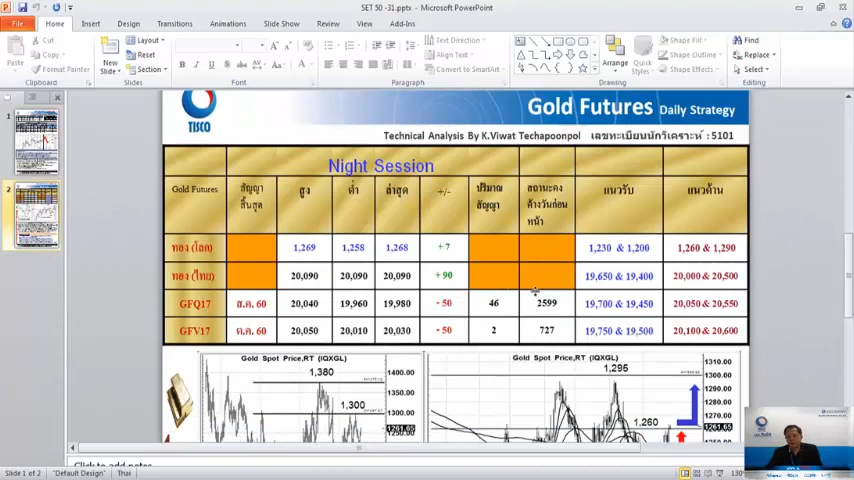 SET 50 -31.pptx - Microsoft PowerPoint
File Home Insert Design Transitions Animations Slide Show Review View Add-Ins
Cut
Copy
Format Painter
Paste
Clipboard
New Slide
Layout
Reset
Section
Slides
Font
Paragraph
Text Direction
Align Text
Convert to SmartArt
Arrange
Quick Styles
Shape Fill
Shape Outline
Shape Effects
Drawing
Find
Replace
Select
Editing
1
2
TISCO
Gold Futures Daily Strategy
Technical Analysis By K.Viwat Techapoonpol เลขทะเบียนนักวิเคราะห์ : 5101
Night Session
Gold Futures สัญญาสิ้นสุด สูง ต่ำ ล่าสุด +/- ปริมาณสัญญา สถานะคงค้างวันก่อนหน้า แนวรับ แนวต้าน
ทอง (โลก) 1,269 1,258 1,268 + 7 1,230 & 1,200 1,260 & 1,290
ทอง (ไทย) 20,090 20,090 20,090 + 90 19,650 & 19,400 20,000 & 20,500
GFQ17 ส.ค. 60 20,040 19,960 19,980 - 50 46 2599 19,700 & 19,450 20,050 & 20,550
GFV17 ต.ค. 60 20,050 20,010 20,030 - 50 2 727 19,750 & 19,500 20,100 & 20,600
Gold Spot Price,RT (IQXGL)
1,380
1,300
1400.00
1350.00
1300.00
1250.00
Gold Spot Price,RT (IQXGL)
1,295
1,260
1310.00
1300.00
1290.00
1280.00
1270.00
Click to add notes
Slide 1 of 2 "Default Design" Thai